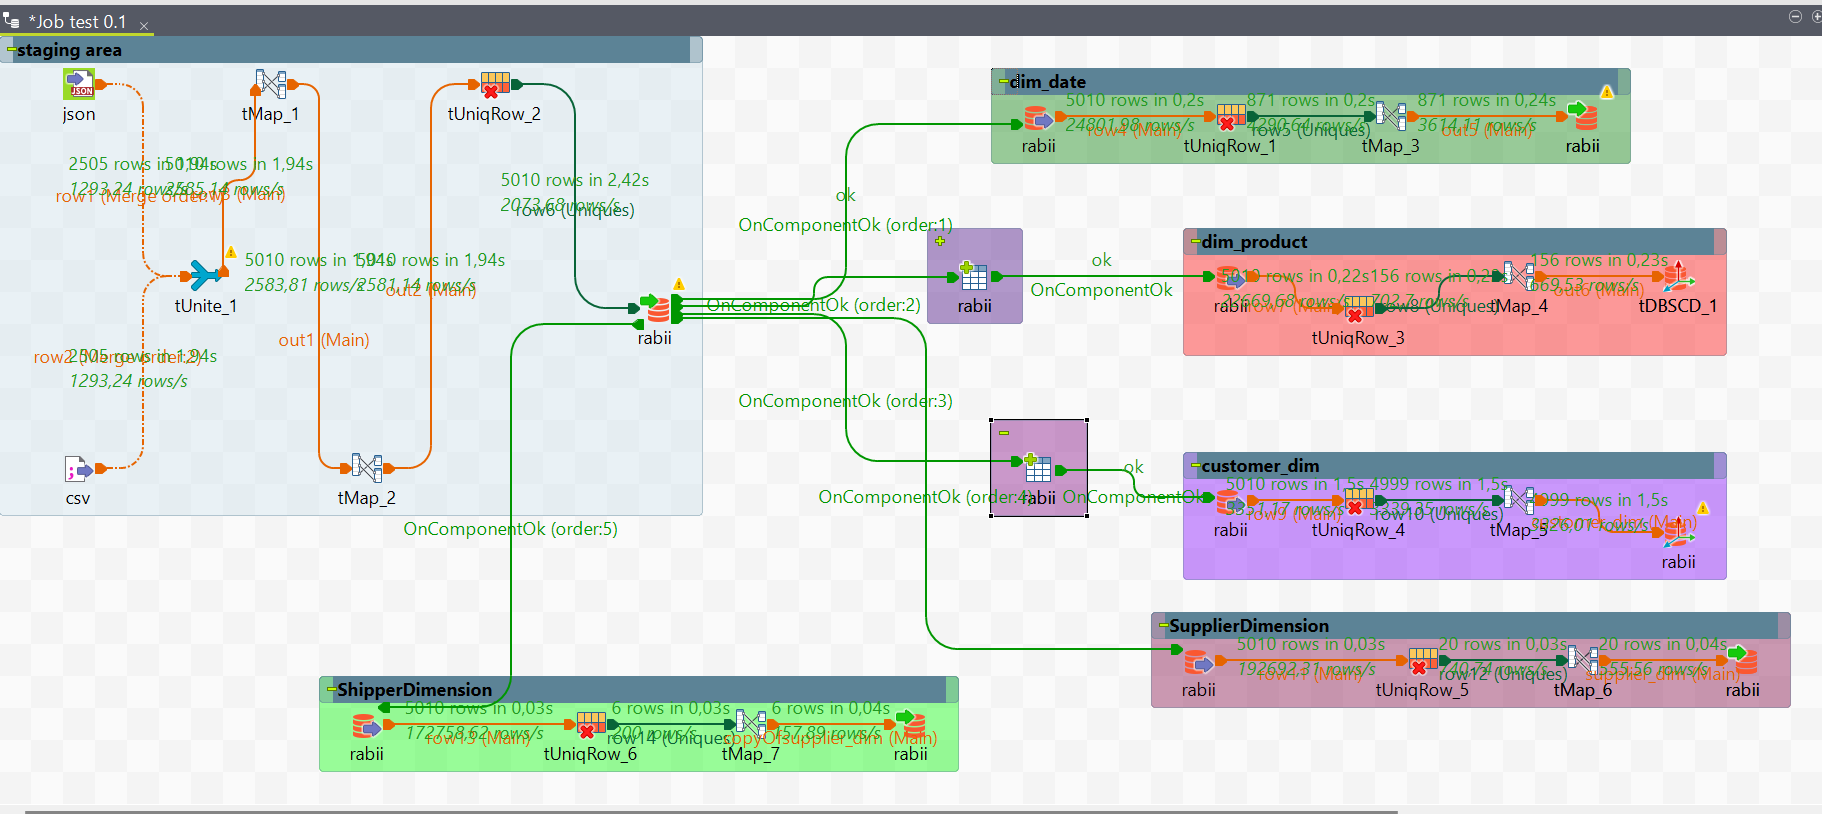 *Job test 0.1
staging area
json
tMap_1
tUniqRow_2
2505 rows in 1,94s
5010 rows in 1,94s
1293,24 rows/s
2585,14 rows/s
row1 (Merge order:1)
row3 (Main)
5010 rows in 2,42s
2073,68 rows/s
row6 (Uniques)
tUnite_1
5010 rows in 1,94s
5010 rows in 1,94s
2583,81 rows/s
2581,14 rows/s
out2 (Main)
out1 (Main)
rabii
row2 (Merge order:2)
2505 rows in 1,94s
1293,24 rows/s
csv
tMap_2
ok
OnComponentOk (order:1)
OnComponentOk (order:2)
OnComponentOk (order:3)
OnComponentOk (order:4)
OnComponentOk (order:5)
dim_date
5010 rows in 0,2s
871 rows in 0,2s
871 rows in 0,24s
24801,98 rows/s
4290,64 rows/s
3614,11 rows/s
row4 (Main)
row5 (Uniques)
out5 (Main)
rabii
tUniqRow_1
tMap_3
rabii
rabii
ok
OnComponentOk
dim_product
5010 rows in 0,22s
156 rows in 0,22s
156 rows in 0,23s
22669,68 rows/s
702,7 rows/s
669,53 rows/s
row7 (Main)
row8 (Uniques)
out6 (Main)
rabii
tUniqRow_3
tMap_4
tDBSCD_1
rabii
ok
OnComponentOk
customer_dim
5010 rows in 1,5s
4999 rows in 1,5s
4999 rows in 1,5s
3339,35 rows/s
3226,01 rows/s
row9 (Main)
row10 (Uniques)
customer_dim (Main)
rabii
tUniqRow_4
tMap_5
rabii
SupplierDimension
5010 rows in 0,03s
20 rows in 0,03s
20 rows in 0,04s
192692,31 rows/s
740,74 rows/s
555,56 rows/s
row11 (Main)
row12 (Uniques)
supplier_dim (Main)
rabii
tUniqRow_5
tMap_6
rabii
ShipperDimension
5010 rows in 0,03s
6 rows in 0,03s
6 rows in 0,04s
172758,62 rows/s
200 rows/s
157,89 rows/s
row13 (Main)
row14 (Uniques)
copyOfsupplier_dim (Main)
rabii
tUniqRow_6
tMap_7
rabii